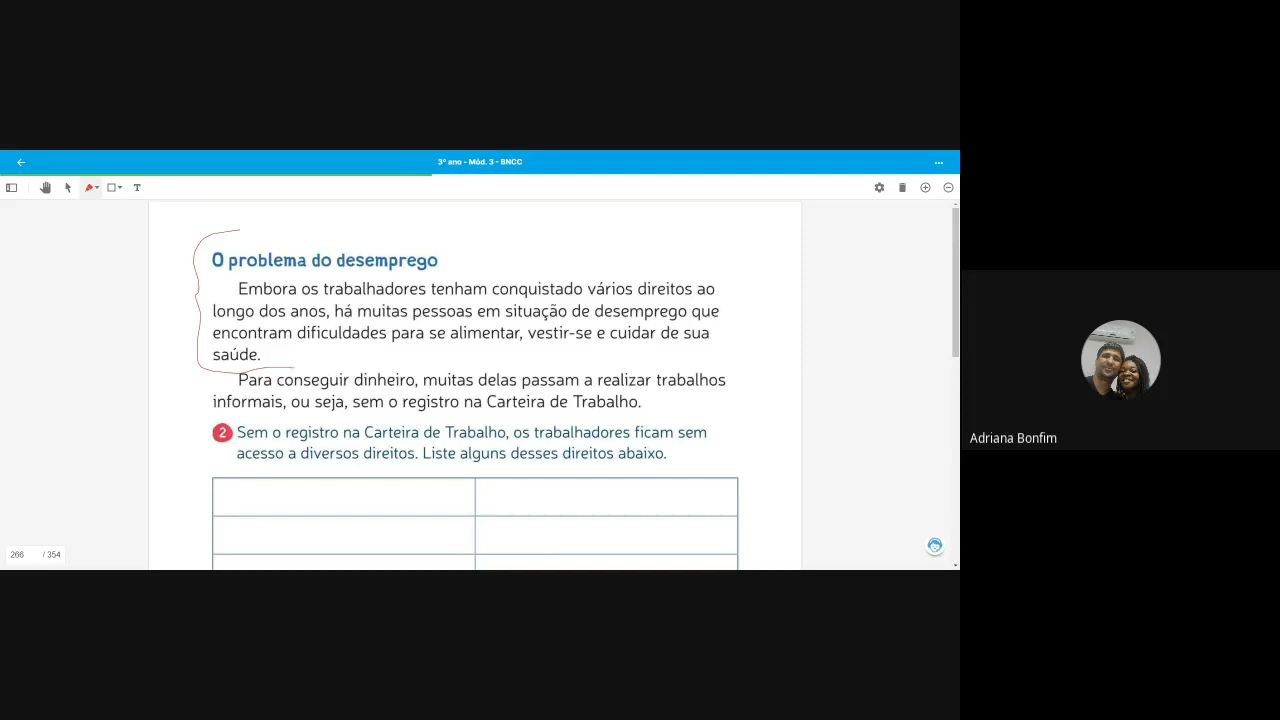 3º ano - Mód. 3 - BNCC
T
O problema do desemprego
Embora os trabalhadores tenham conquistado vários direitos ao
longo dos anos, há muitas pessoas em situação de desemprego que
encontram dificuldades para se alimentar, vestir-se e cuidar de sua
saúde.
Para conseguir dinheiro, muitas delas passam a realizar trabalhos
informais, ou seja, sem o registro na Carteira de Trabalho.
2 Sem o registro na Carteira de Trabalho, os trabalhadores ficam sem
acesso a diversos direitos. Liste alguns desses direitos abaixo.
266 / 354
Adriana Bonfim